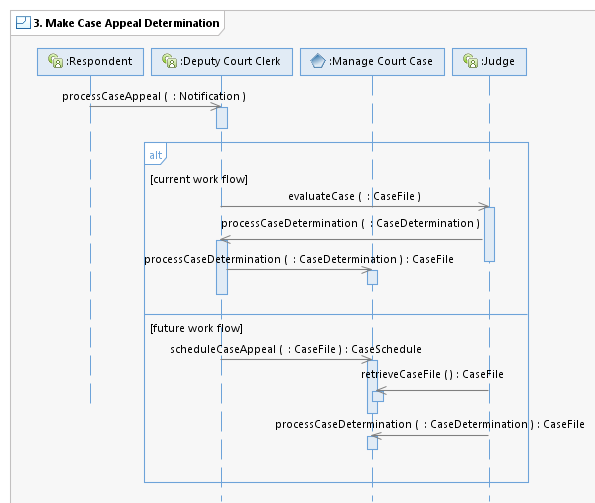 3. Make Case Appeal Determination
:Respondent :Deputy Court Clerk :Manage Court Case :Judge
processCaseAppeal ( : Notification )
alt
[current work flow]
evaluateCase ( : CaseFile )
processCaseDetermination ( : CaseDetermination )
processCaseDetermination ( : CaseDetermination ) : CaseFile
[future work flow]
scheduleCaseAppeal ( : CaseFile ) : CaseSchedule
retrieveCaseFile ( ) : CaseFile
processCaseDetermination ( : CaseDetermination ) : CaseFile